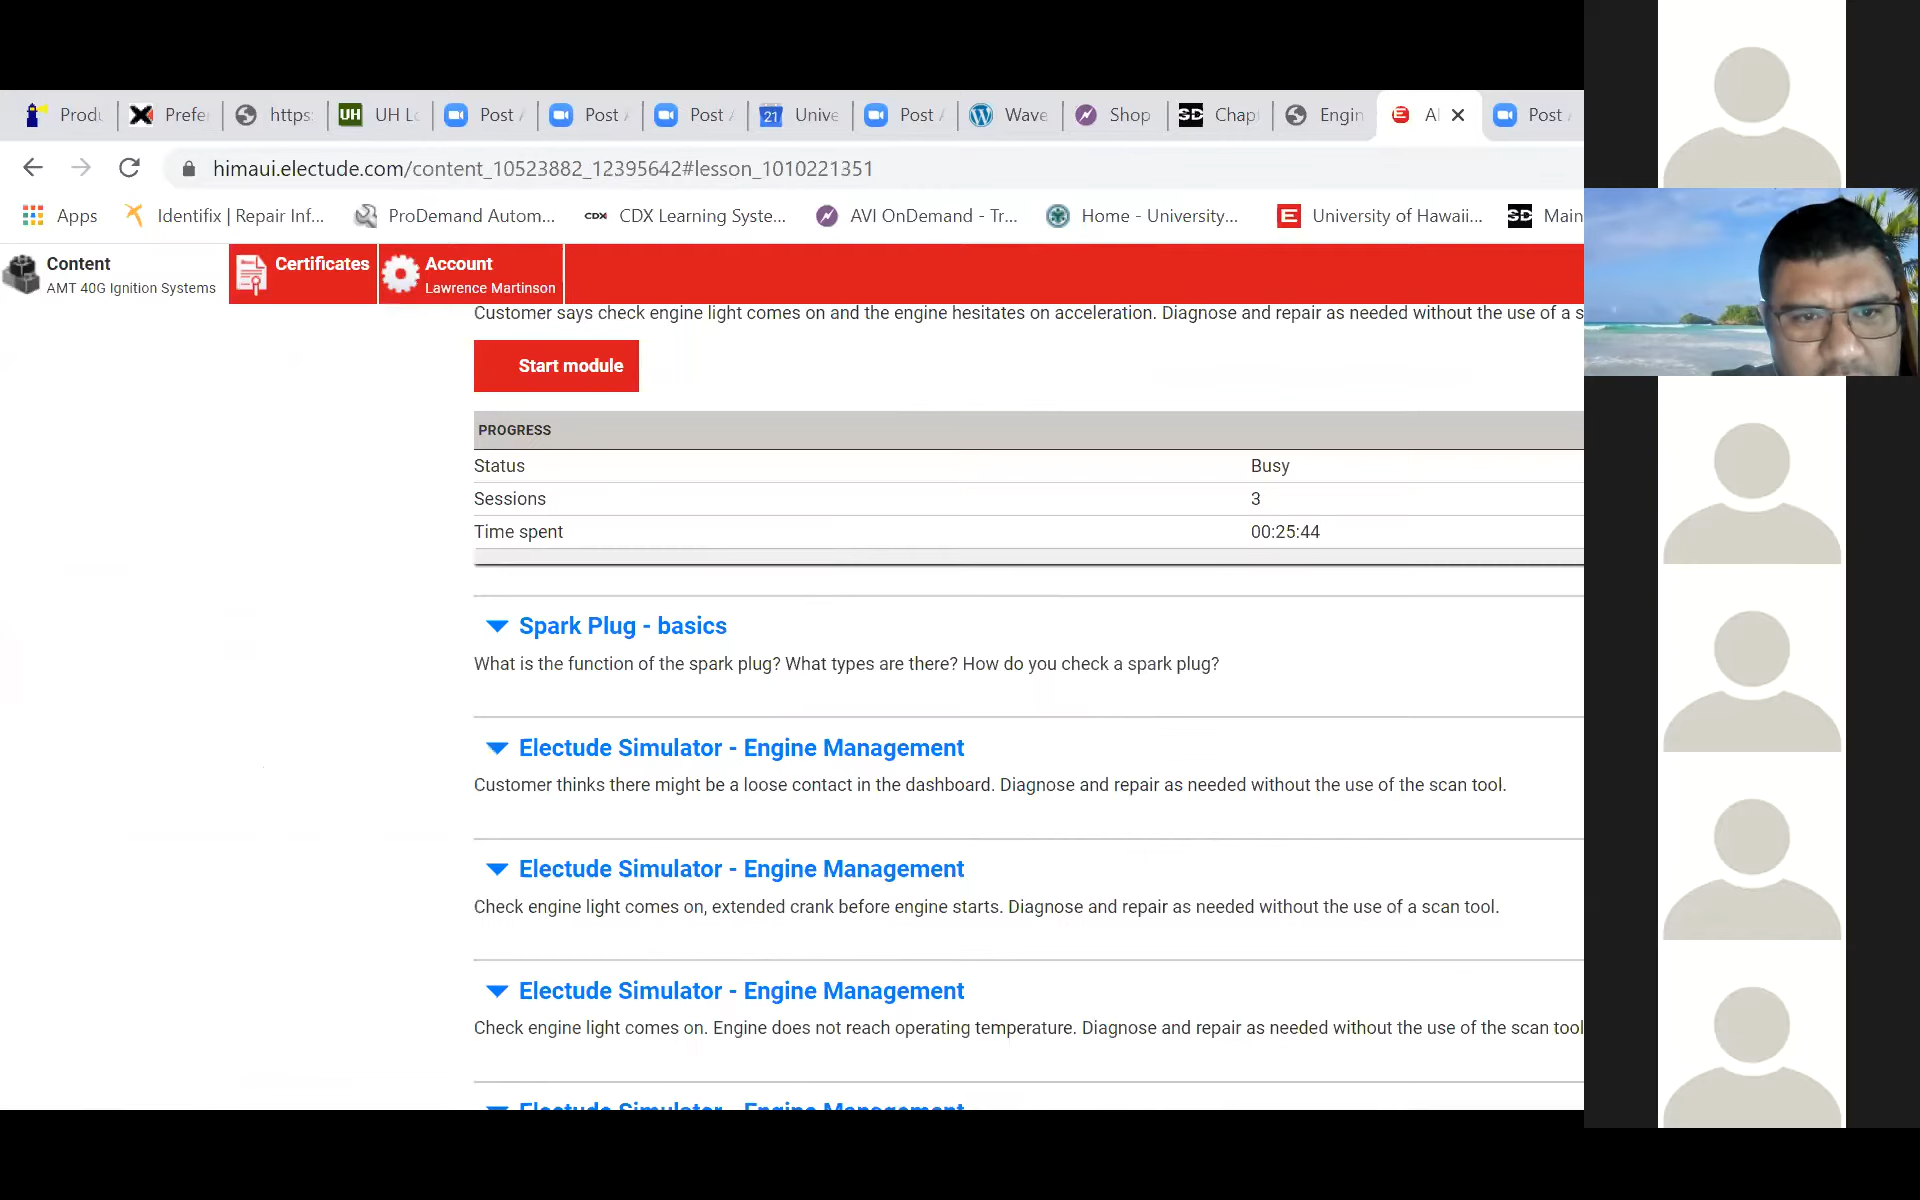 Produ Prefe https: UH UH Lo Post A Post A Post A 21 Unive Post A Wave Shop SD Chap Engin Al Post A
himaui.electude.com/content_10523882_12395642#lesson_1010221351
Apps Identifix | Repair Inf... ProDemand Autom... CDX CDX Learning Syste... AVI OnDemand - Tr... Home - University... E University of Hawaii... SD Main
Content Certificates Account
AMT 40G Ignition Systems Lawrence Martinson
Customer says check engine light comes on and the engine hesitates on acceleration. Diagnose and repair as needed without the use of a s
Start module
PROGRESS
Status Busy
Sessions 3
Time spent 00:25:44
Spark Plug - basics
What is the function of the spark plug? What types are there? How do you check a spark plug?
Electude Simulator - Engine Management
Customer thinks there might be a loose contact in the dashboard. Diagnose and repair as needed without the use of the scan tool.
Electude Simulator - Engine Management
Check engine light comes on, extended crank before engine starts. Diagnose and repair as needed without the use of a scan tool.
Electude Simulator - Engine Management
Check engine light comes on. Engine does not reach operating temperature. Diagnose and repair as needed without the use of the scan tool
Electude Simulator - Engine Management